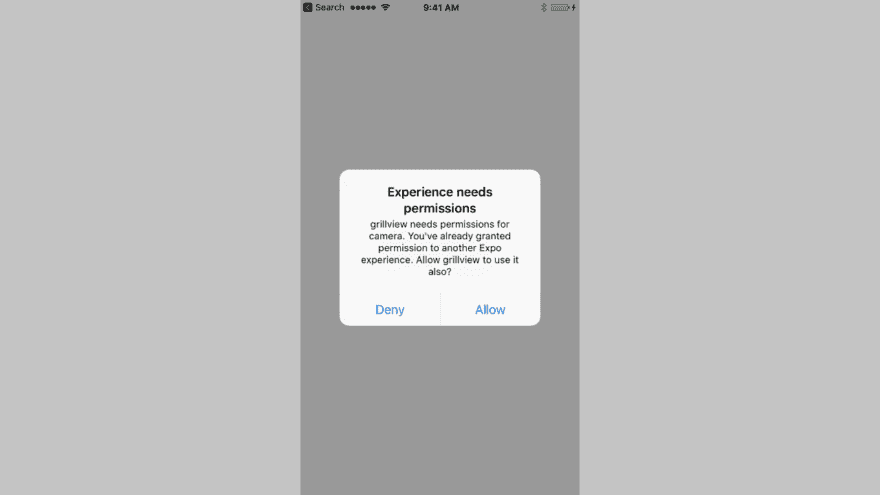 Search 9:41 AM
Experience needs
permissions
grillview needs permissions for
camera. You've already granted
permission to another Expo
experience. Allow grillview to use it
also?
Deny Allow